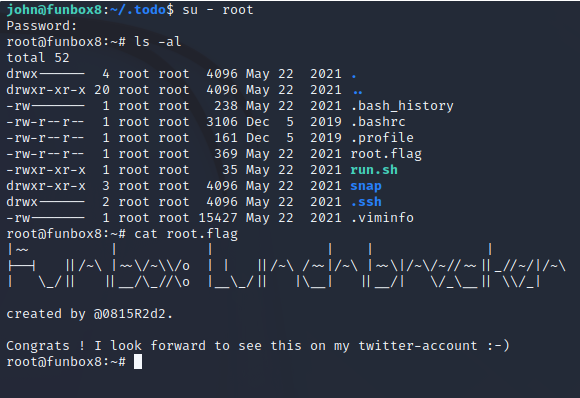 john@funbox8:~/.todo$ su - root
Password:
root@funbox8:~# ls -al
total 52
drwx------  4 root root  4096 May 22  2021 .
drwxr-xr-x 20 root root  4096 May 22  2021 ..
-rw-------  1 root root   238 May 22  2021 .bash_history
-rw-r--r--  1 root root  3106 Dec  5  2019 .bashrc
-rw-r--r--  1 root root   161 Dec  5  2019 .profile
-rw-r--r--  1 root root   369 May 22  2021 root.flag
-rwxr-xr-x  1 root root    35 May 22  2021 run.sh
drwxr-xr-x  3 root root  4096 May 22  2021 snap
drwx------  2 root root  4096 May 22  2021 .ssh
-rw-------  1 root root 15427 May 22  2021 .viminfo
root@funbox8:~# cat root.flag
created by @0815R2d2.
Congrats ! I look forward to see this on my twitter-account :-)
root@funbox8:~#